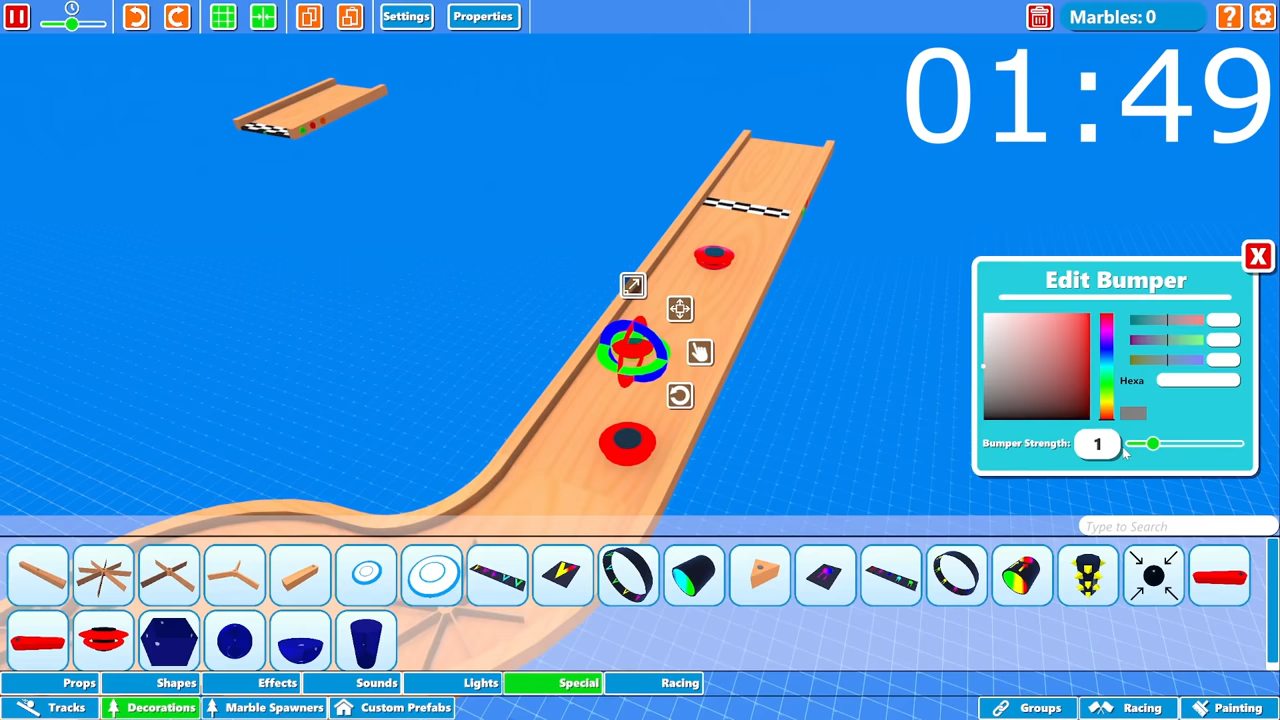 Settings
Properties
Marbles: 0
01:49
X
Edit Bumper
Hexa
Bumper Strength: 1
Type to Search
Props
Shapes
Effects
Sounds
Lights
Special
Racing
Tracks
Decorations
Marble Spawners
Custom Prefabs
Groups
Racing
Painting